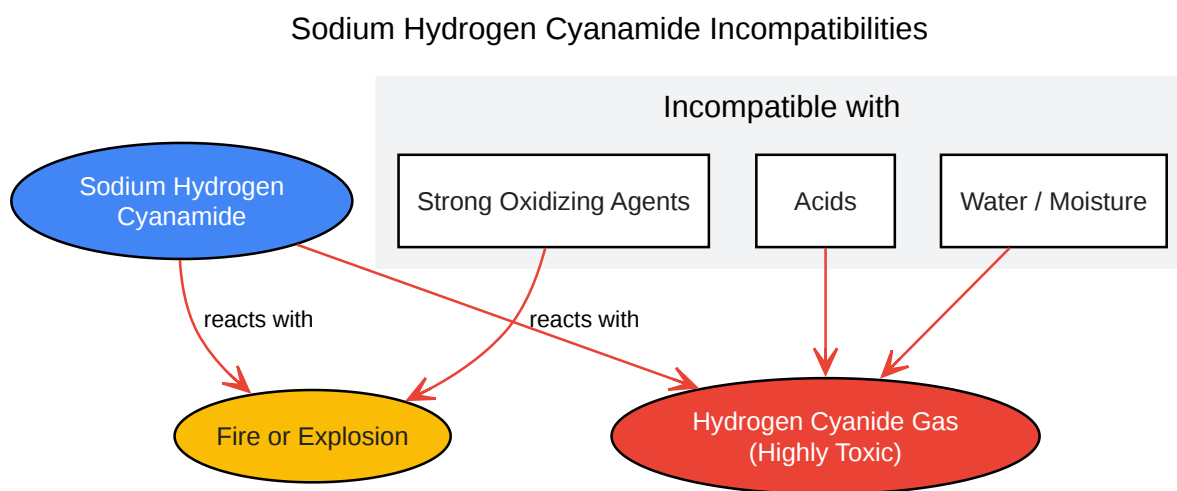 Sodium Hydrogen Cyanamide Incompatibilities
Incompatible with
Sodium Hydrogen
Cyanamide
Strong Oxidizing Agents
Acids
Water / Moisture
reacts with
reacts with
Fire or Explosion
Hydrogen Cyanide Gas
(Highly Toxic)